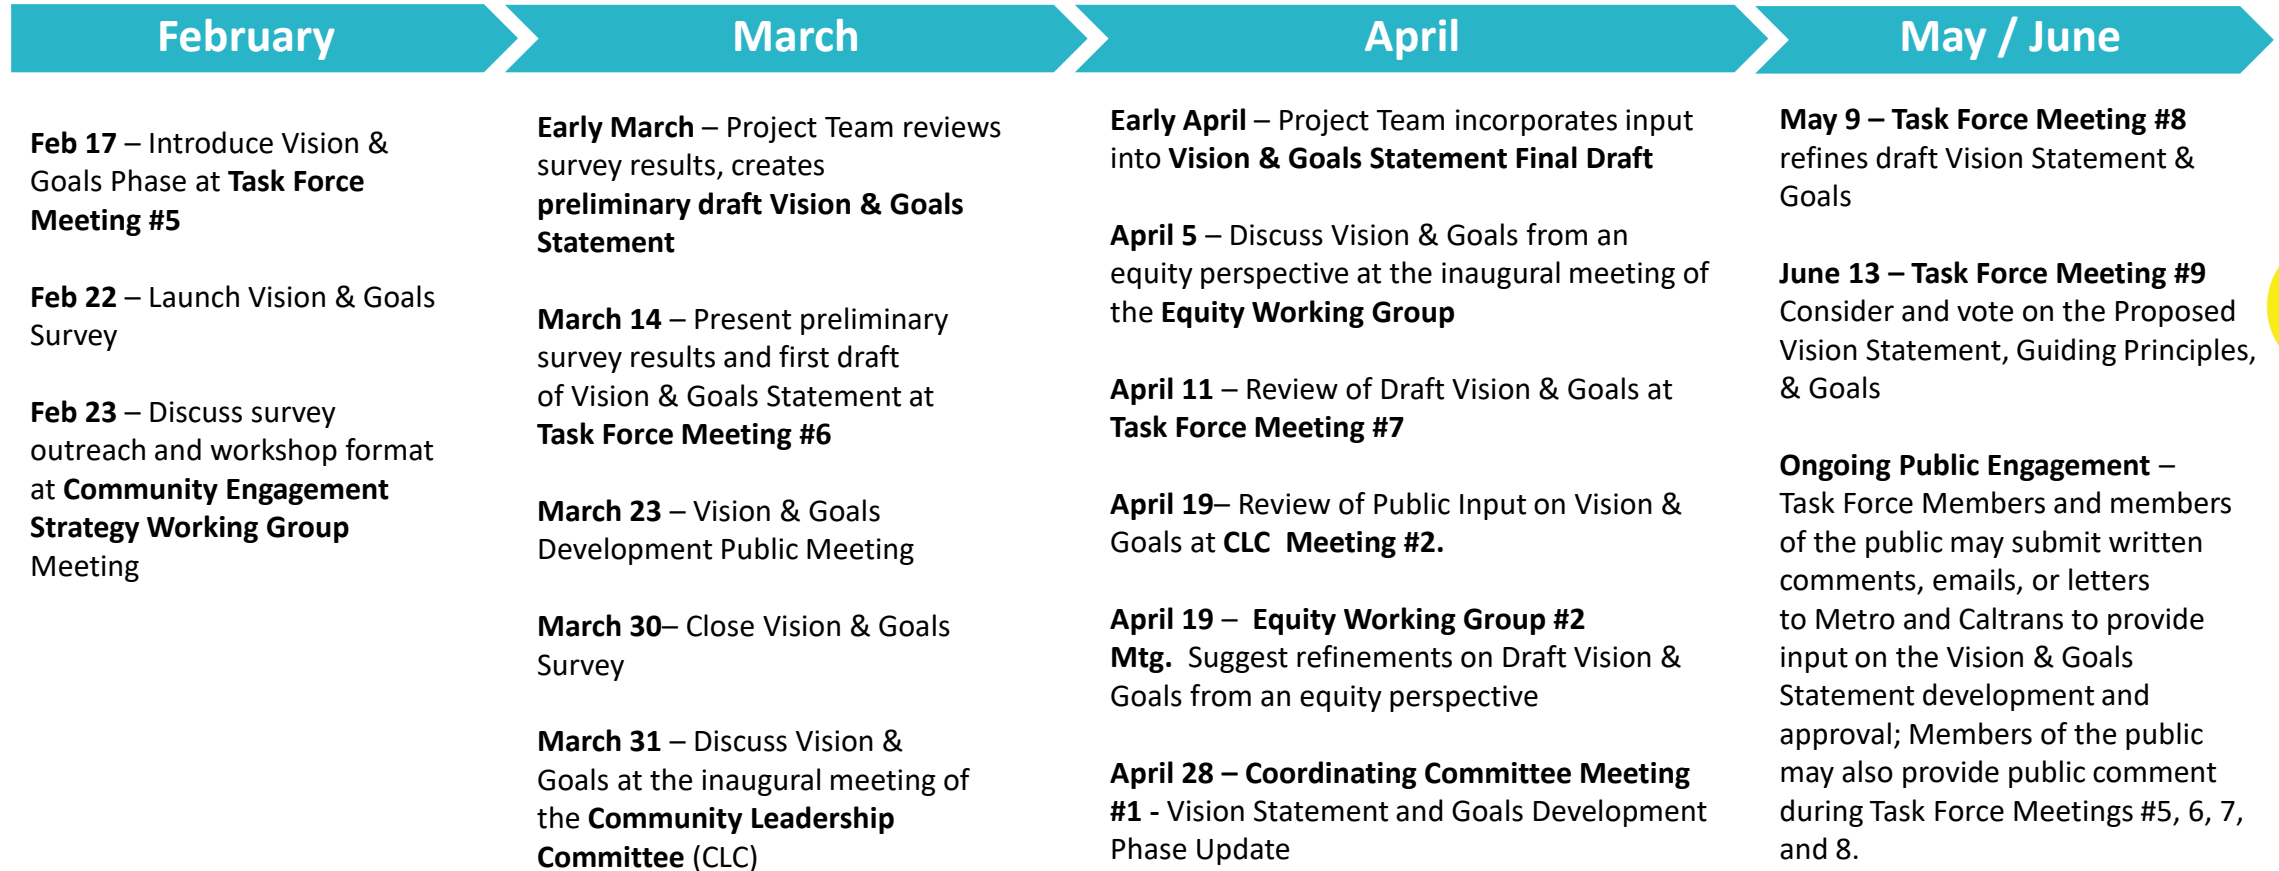 February
Feb 17 – Introduce Vision &
Goals Phase at Task Force
Meeting #5
Feb 22 – Launch Vision & Goals
Survey
Feb 23 – Discuss survey
outreach and workshop format
at Community Engagement
Strategy Working Group
Meeting
March
Early March – Project Team reviews
survey results, creates
preliminary draft Vision & Goals
Statement
March 14 – Present preliminary
survey results and first draft
of Vision & Goals Statement at
Task Force Meeting #6
March 23 – Vision & Goals
Development Public Meeting
March 30– Close Vision & Goals
Survey
March 31 – Discuss Vision &
Goals at the inaugural meeting of
the Community Leadership
Committee (CLC)
April
Early April – Project Team incorporates input
into Vision & Goals Statement Final Draft
April 5 – Discuss Vision & Goals from an
equity perspective at the inaugural meeting of
the Equity Working Group
April 11 – Review of Draft Vision & Goals at
Task Force Meeting #7
April 19– Review of Public Input on Vision &
Goals at CLC  Meeting #2.
April 19 –  Equity Working Group #2
Mtg.  Suggest refinements on Draft Vision &
Goals from an equity perspective
April 28 – Coordinating Committee Meeting
#1 - Vision Statement and Goals Development
Phase Update
May / June
May 9 – Task Force Meeting #8
refines draft Vision Statement &
Goals
June 13 – Task Force Meeting #9
Consider and vote on the Proposed
Vision Statement, Guiding Principles,
& Goals
Ongoing Public Engagement –
Task Force Members and members
of the public may submit written
comments, emails, or letters
to Metro and Caltrans to provide
input on the Vision & Goals
Statement development and
approval; Members of the public
may also provide public comment
during Task Force Meetings #5, 6, 7,
and 8.